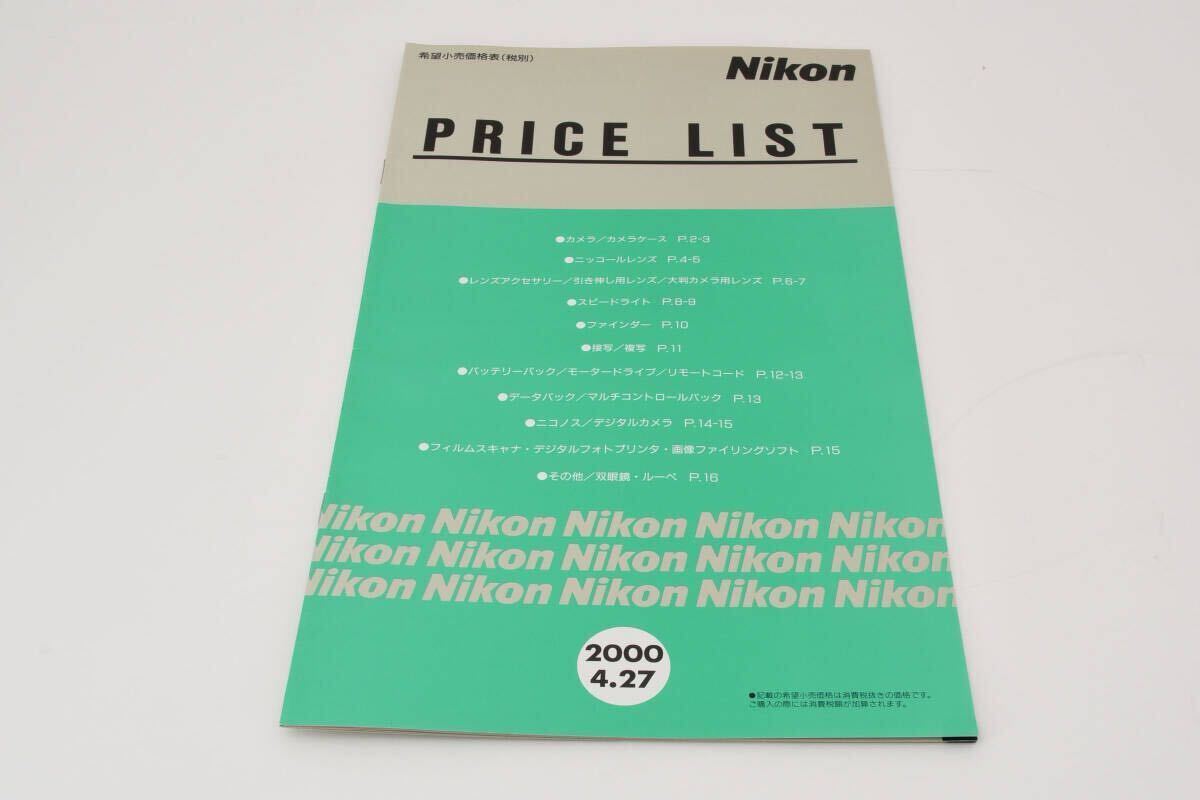 希望小売価格表(税別)
Nikon
PRICE LIST
●カメラ/カメラケース P.2-3
●ニッコールレンズ P.4-5
●レンズアクセサリー/引き伸し用レンズ/大判カメラ用レンズ P.6-7
●スピードライト P.8-9
●ファインダー P.10
●接写/複写 P.11
●バッテリーパック/モータードライブ/リモートコード P.12-13
●データバック/マルチコントロールバック P.13
●ニコノス/デジタルカメラ P.14-15
●フィルムスキャナ・デジタルフォトプリンタ・画像ファイリングソフト P.15
●その他/双眼鏡・ルーペ P.16
Nikon Nikon Nikon Nikon Nikon
Nikon Nikon Nikon Nikon Nikon
Nikon Nikon Nikon Nikon Nikon
2000
4.27
●記載の希望小売価格は消費税抜きの価格です。
ご購入の際には消費税額が加算されます。